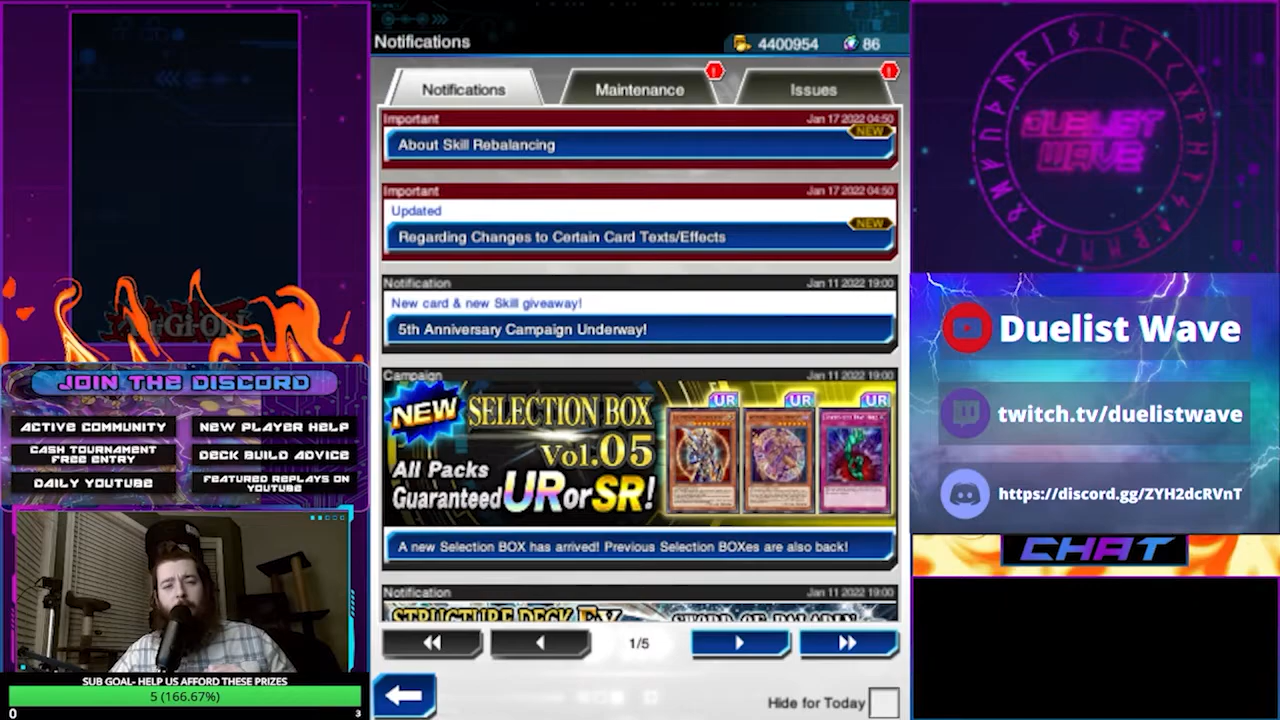 Notifications
4400954
86
Notifications
Maintenance
Issues
Important
Jan 17 2022 04:50
NEW
About Skill Rebalancing
Important
Jan 17 2022 04:50
Updated
NEW
Regarding Changes to Certain Card Texts/Effects
Notification
Jan 11 2022 19:00
New card & new Skill giveaway!
5th Anniversary Campaign Underway!
Campaign
Jan 11 2022 19:00
NEW
SELECTION BOX
Vol.05
All Packs
Guaranteed UR or SR!
UR
UR
UR
A new Selection BOX has arrived! Previous Selection BOXes are also back!
Notification
Jan 11 2022 19:00
STRUCTURE DECK EX
1/5
Hide for Today
Yu-Gi-Oh!
JOIN THE DISCORD
ACTIVE COMMUNITY
NEW PLAYER HELP
CASH TOURNAMENT
FREE ENTRY
DECK BUILD ADVICE
DAILY YOUTUBE
FEATURED REPLAYS ON
YOUTUBE
SUB GOAL- HELP US AFFORD THESE PRIZES
5 (166.67%)
0
3
DUELIST
WAVE
Duelist Wave
twitch.tv/duelistwave
https://discord.gg/ZYH2dcRVnT
CHAT